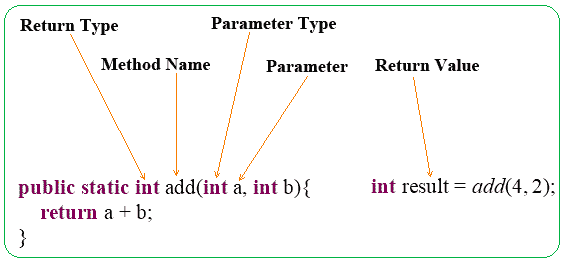 Return Type
Parameter Type
Method Name
Parameter
Return Value
public static int add(int a, int b){
return a + b;
}
int result = add(4, 2);